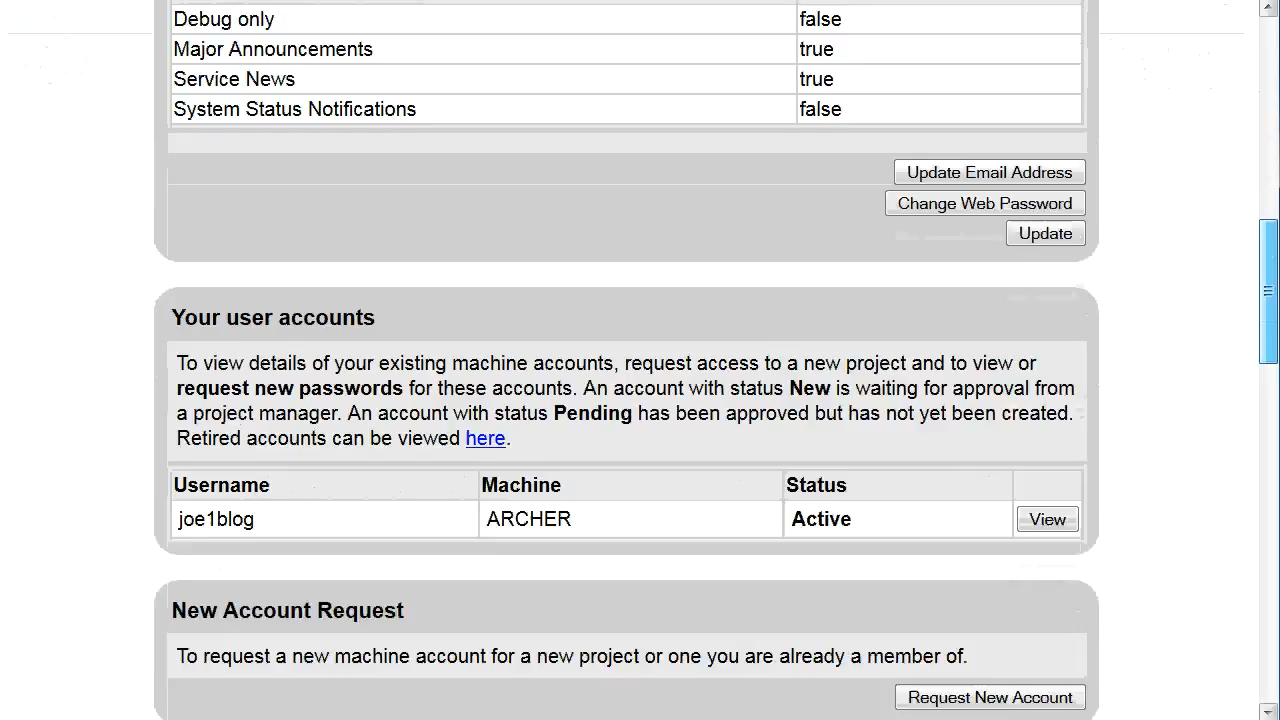 Debug only false
Major Announcements true
Service News true
System Status Notifications false
Update Email Address
Change Web Password
Update
Your user accounts
To view details of your existing machine accounts, request access to a new project and to view or
request new passwords for these accounts. An account with status New is waiting for approval from
a project manager. An account with status Pending has been approved but has not yet been created.
Retired accounts can be viewed here.
Username Machine Status
joe1blog ARCHER Active View
New Account Request
To request a new machine account for a new project or one you are already a member of.
Request New Account